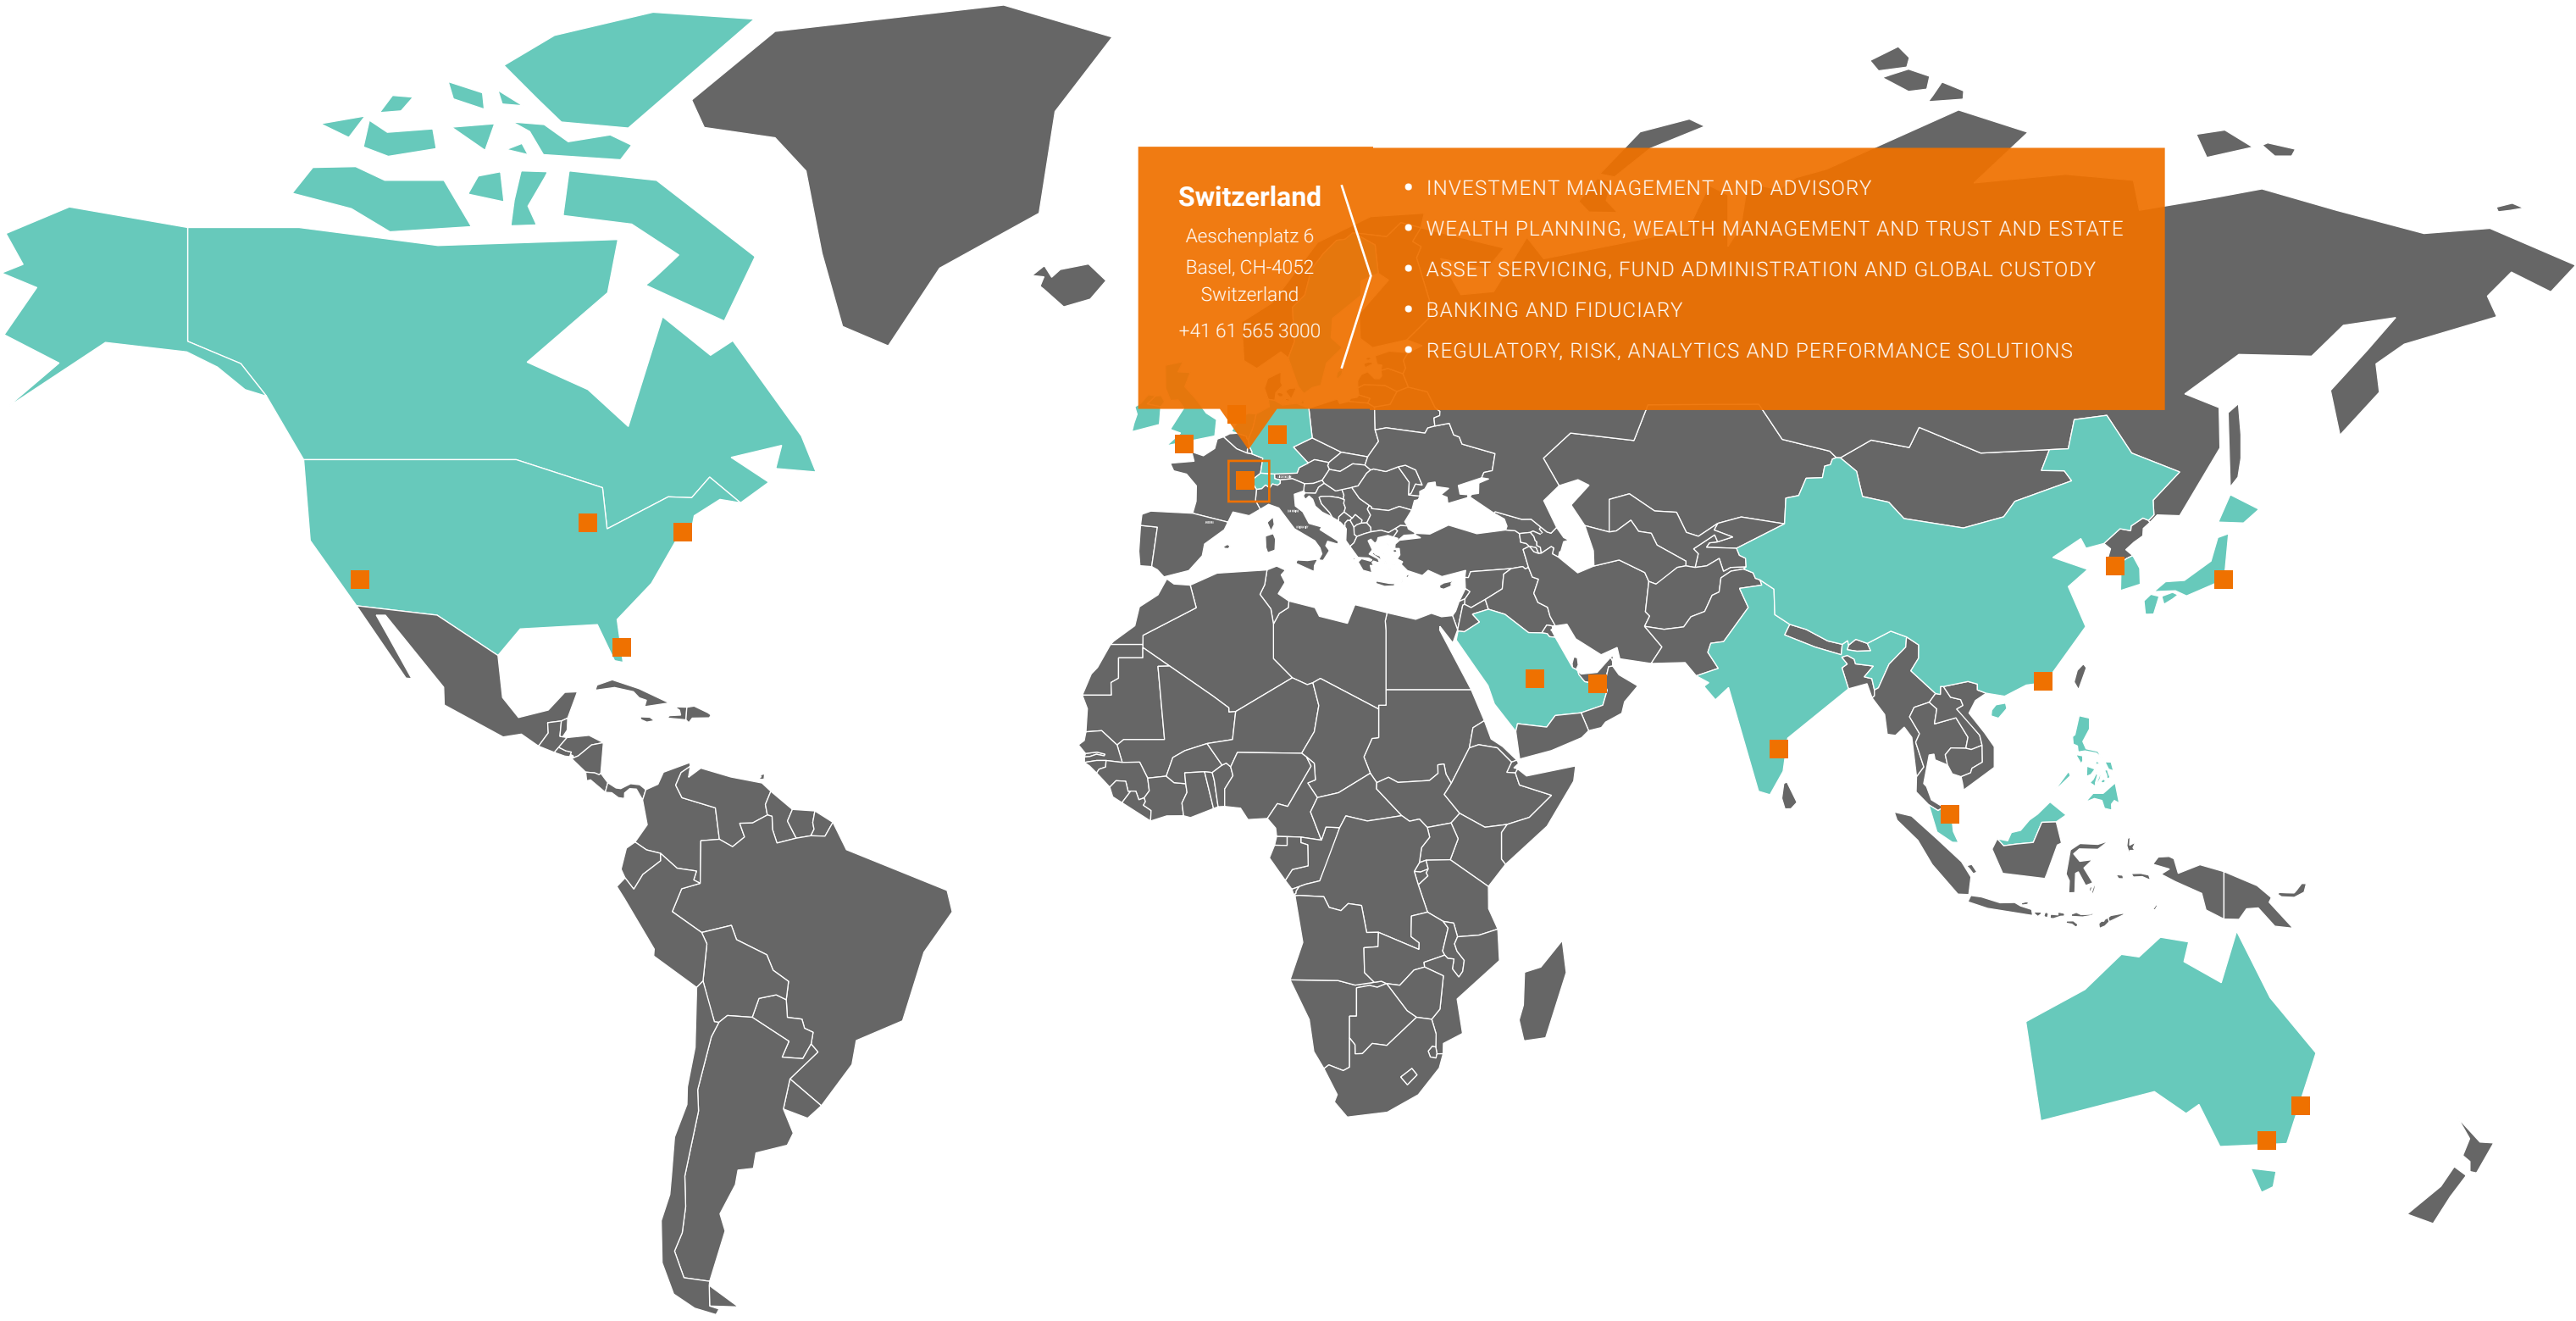 Switzerland
Aeschenplatz 6
Basel, CH-4052
Switzerland
+41 61 565 3000
• INVESTMENT MANAGEMENT AND ADVISORY
• WEALTH PLANNING, WEALTH MANAGEMENT AND TRUST AND ESTATE
• ASSET SERVICING, FUND ADMINISTRATION AND GLOBAL CUSTODY
• BANKING AND FIDUCIARY
• REGULATORY, RISK, ANALYTICS AND PERFORMANCE SOLUTIONS